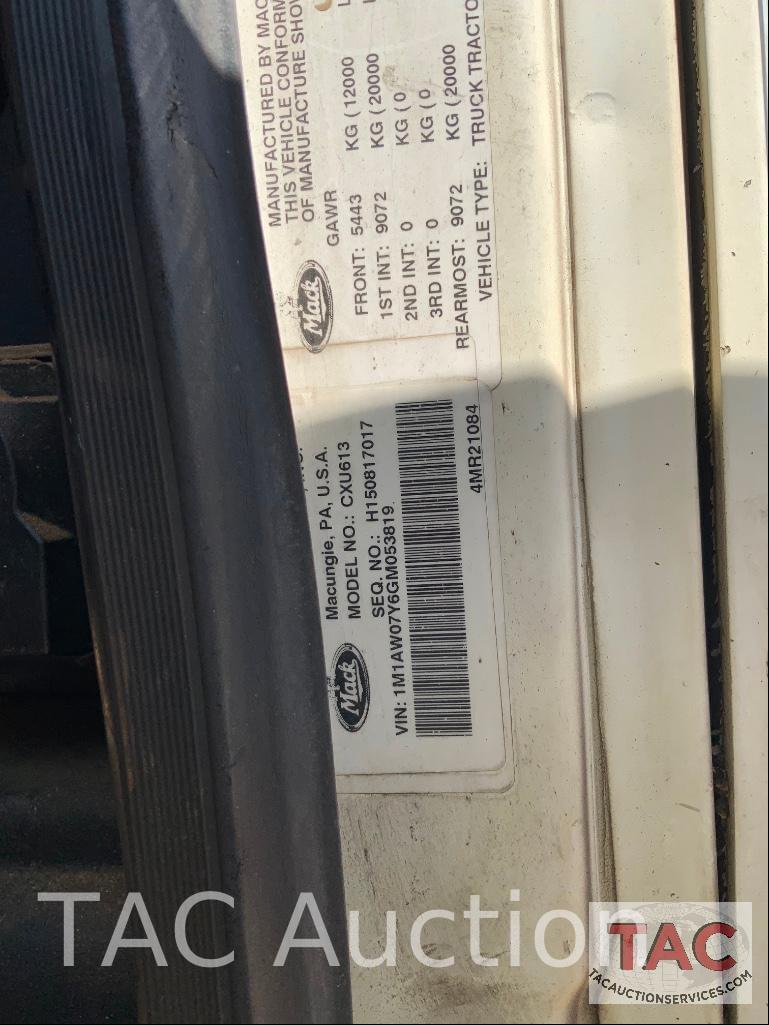 Mack
Macungie, PA, U.S.A.
MODEL NO.: CXU613
SEQ. NO.: H150817017
VIN: 1M1AW07Y6GM053819
4MR21084
MANUFACTURED BY MAC
THIS VEHICLE CONFORM
OF MANUFACTURE SHOW
Mack
GAWR
FRONT: 5443 KG (12000
1ST INT: 9072 KG (20000
2ND INT: 0 KG (0
3RD INT: 0 KG (0
REARMOST: 9072 KG (20000
VEHICLE TYPE: TRUCK TRACTO
TAC Auction
TAC
TACAUCTIONSERVICES.COM